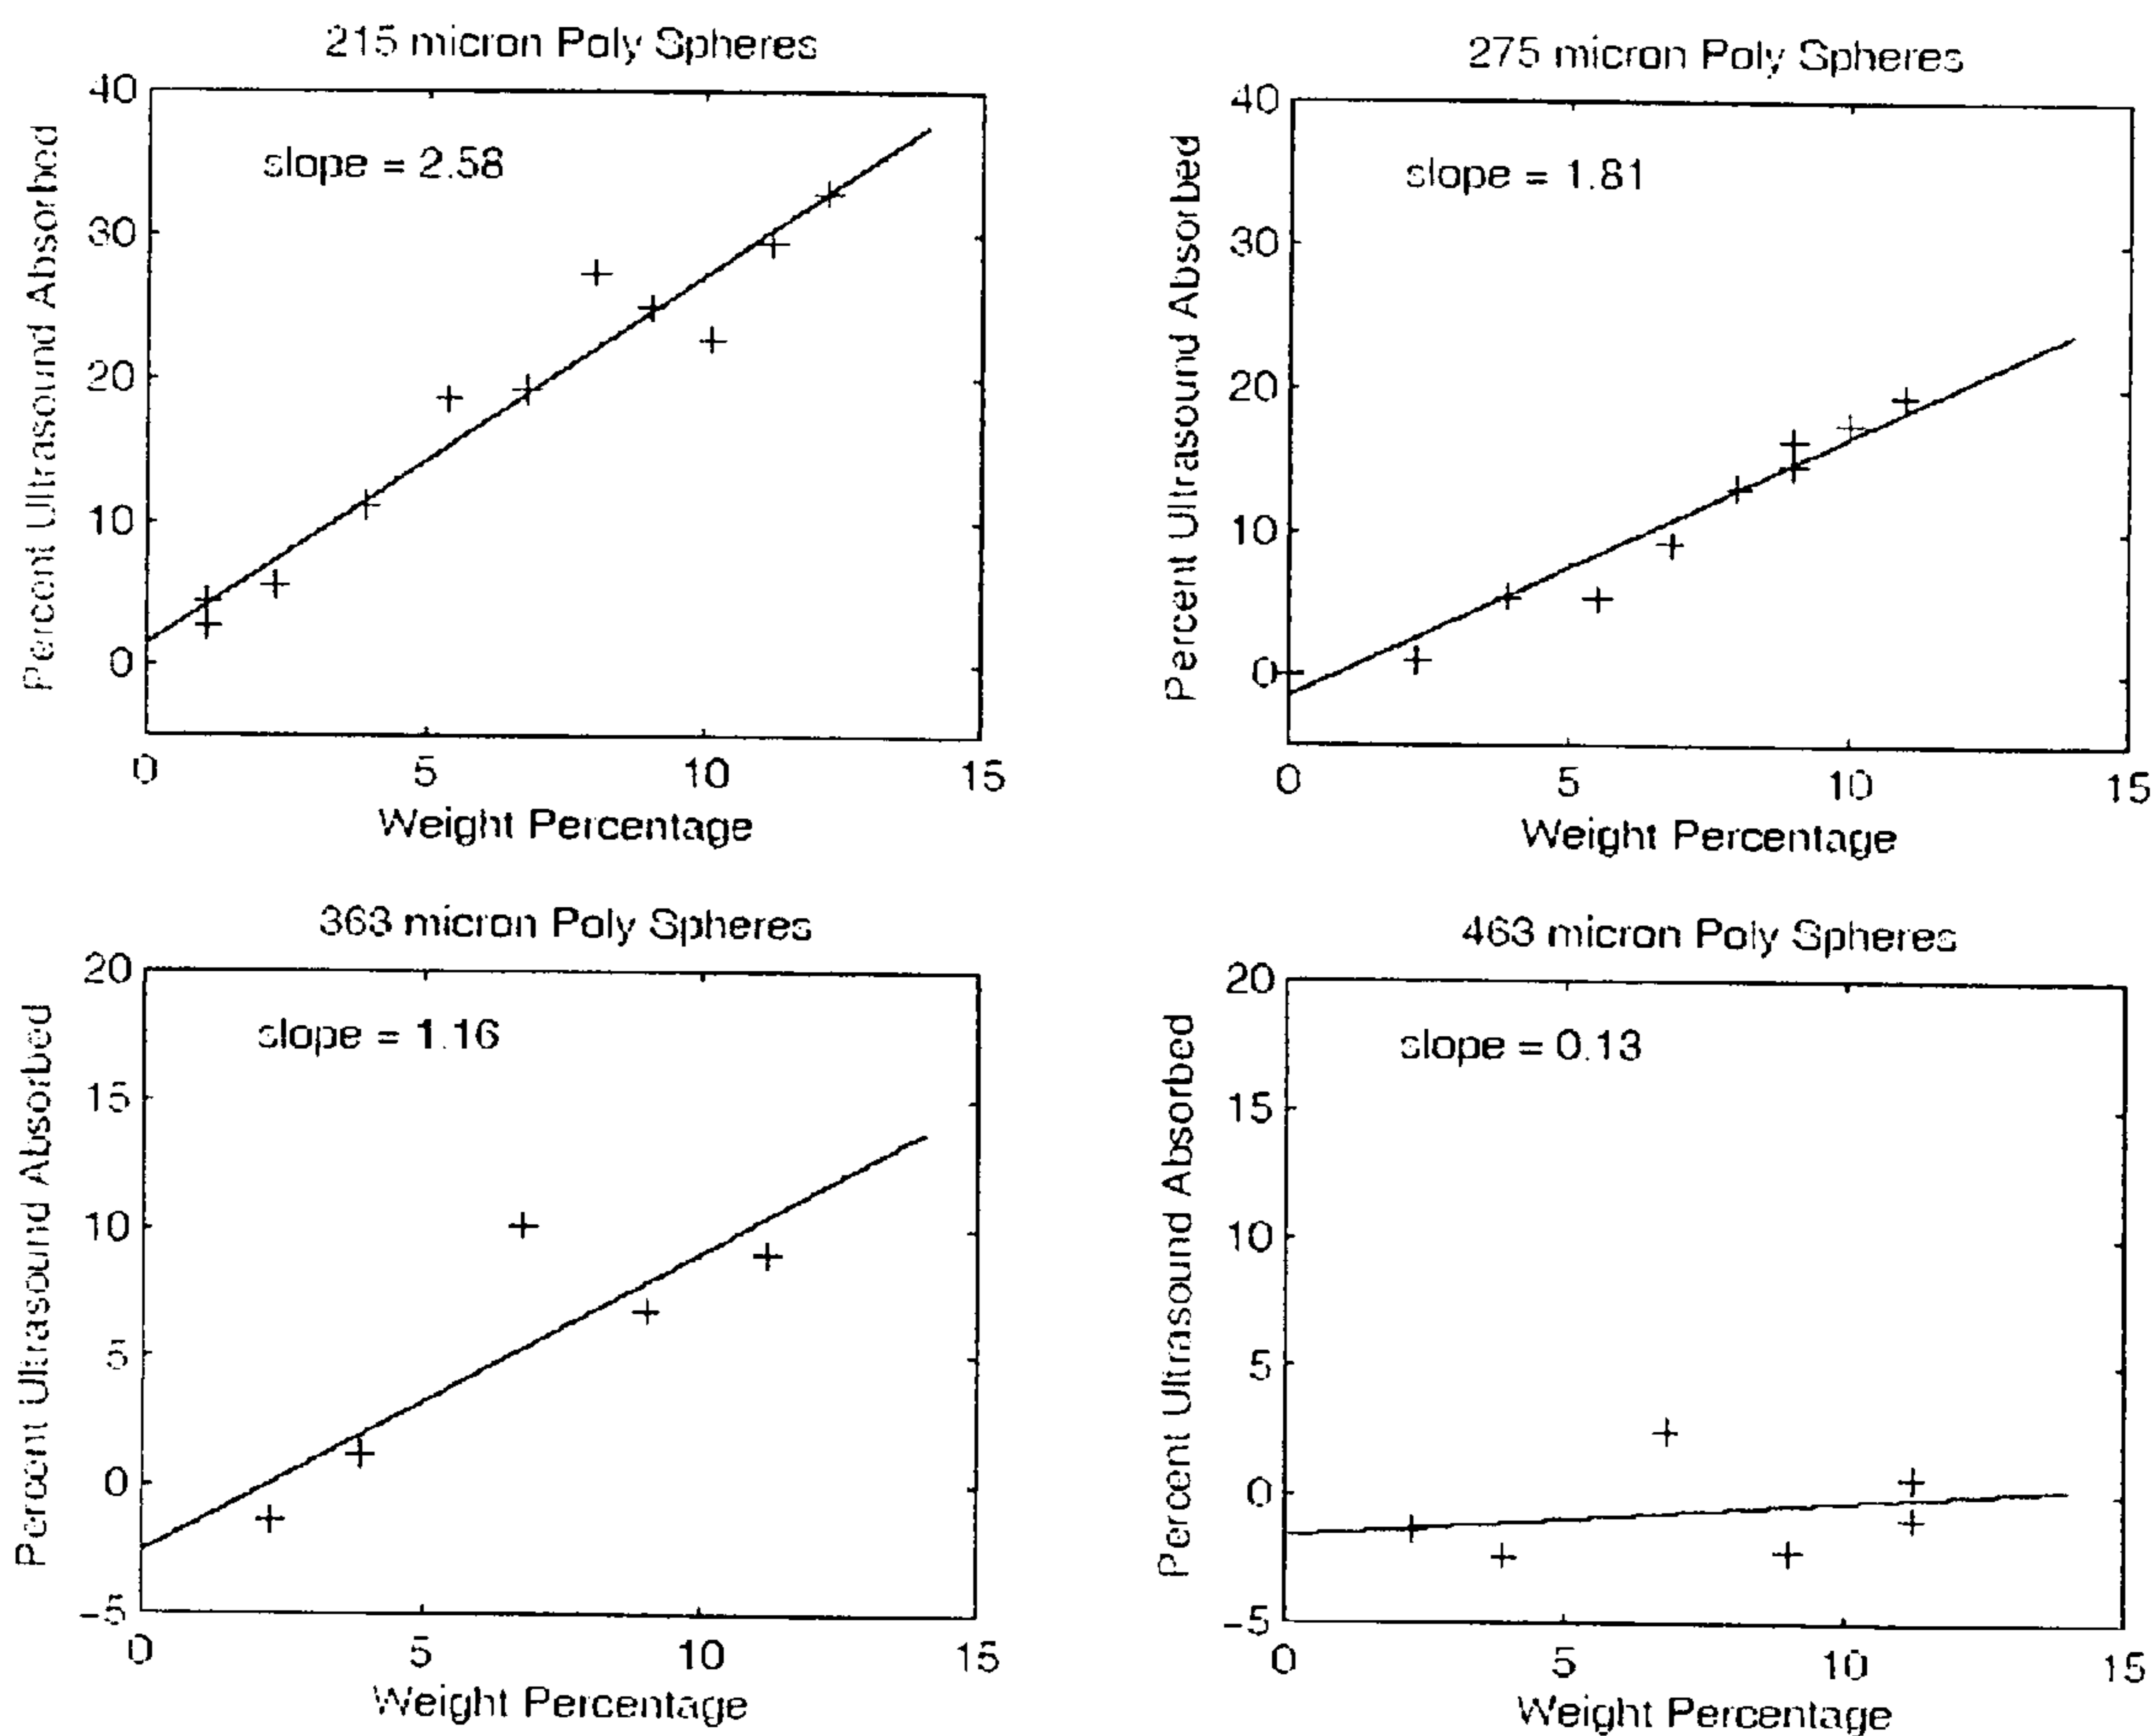 215 micron Poly Spheres
40
30
20
10
0
slope = 2.58
Percent Ultrasound Absorbed
0 5 10 15
Weight Percentage
275 micron Poly Spheres
40
30
20
10
0
slope = 1.81
Percent Ultrasound Absorbed
0 5 10 15
Weight Percentage
363 micron Poly Spheres
20
15
10
5
0
-5
slope = 1.16
Percent Ultrasound Absorbed
0 5 10 15
Weight Percentage
463 micron Poly Spheres
20
15
10
5
0
-5
slope = 0.13
Percent Ultrasound Absorbed
0 5 10 15
Weight Percentage